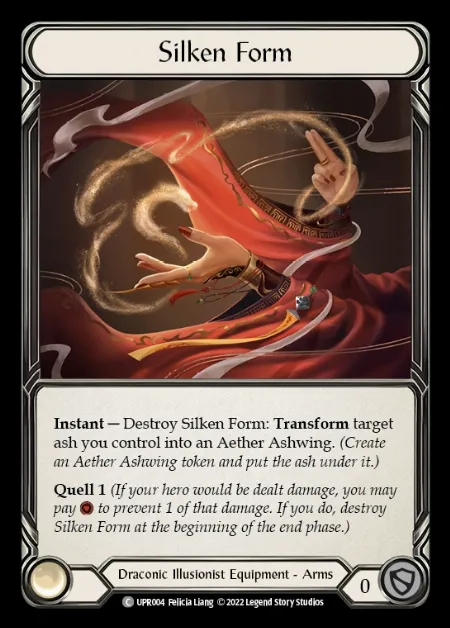 Silken Form
Instant — Destroy Silken Form: Transform target
ash you control into an Aether Ashwing. (Create
an Aether Ashwing token and put the ash under it.)
Quell 1 (If your hero would be dealt damage, you may
pay to prevent 1 of that damage. If you do, destroy
Silken Form at the beginning of the end phase.)
Draconic Illusionist Equipment - Arms
0
C UPR004 Felicia Liang © 2022 Legend Story Studios